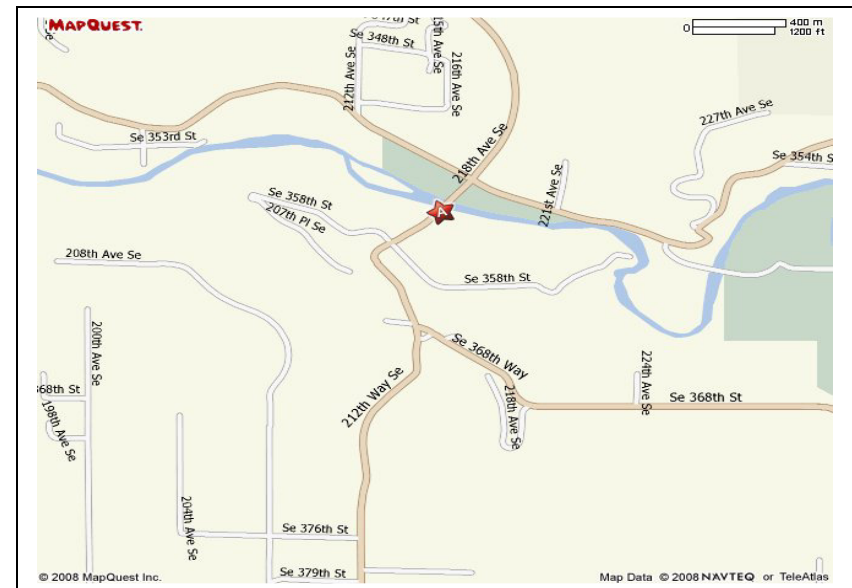 MAPQUEST.
0
400 m
1200 ft
Se 348th St
212th Ave Se
216th Ave Se
218th Ave Se
227th Ave Se
Se 353rd St
Se 354th S
Se 358th St
207th Pl Se
221st Ave Se
208th Ave Se
Se 358th St
200th Ave Se
Se 368th Way
224th Ave Se
368th St
198th Ave Se
212th Way Se
218th Ave Se
Se 368th St
204th Ave Se
Se 376th St
Se 379th St
A
© 2008 MapQuest Inc.
Map Data © 2008 NAVTEQ or TeleAtlas